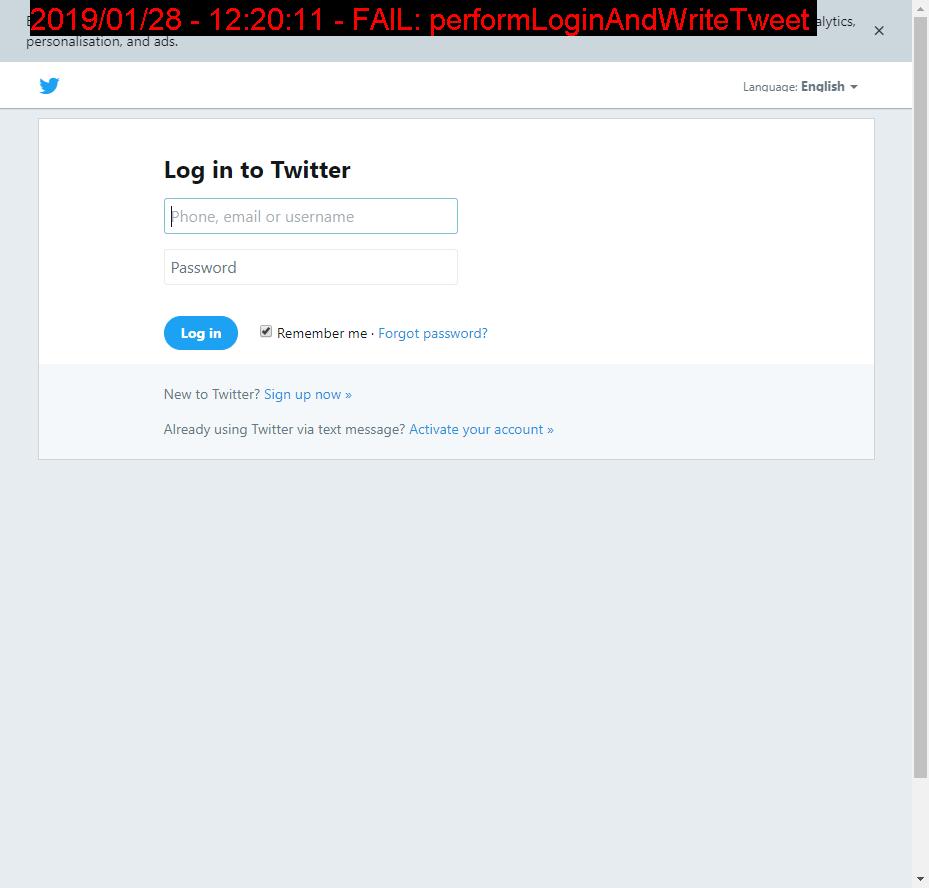 2019/01/28 - 12:20:11 - FAIL: performLoginAndWriteTweet
personalisation, and ads.
×
Language: English
Log in to Twitter
Phone, email or username
Password
Log in Remember me · Forgot password?
New to Twitter? Sign up now »
Already using Twitter via text message? Activate your account »